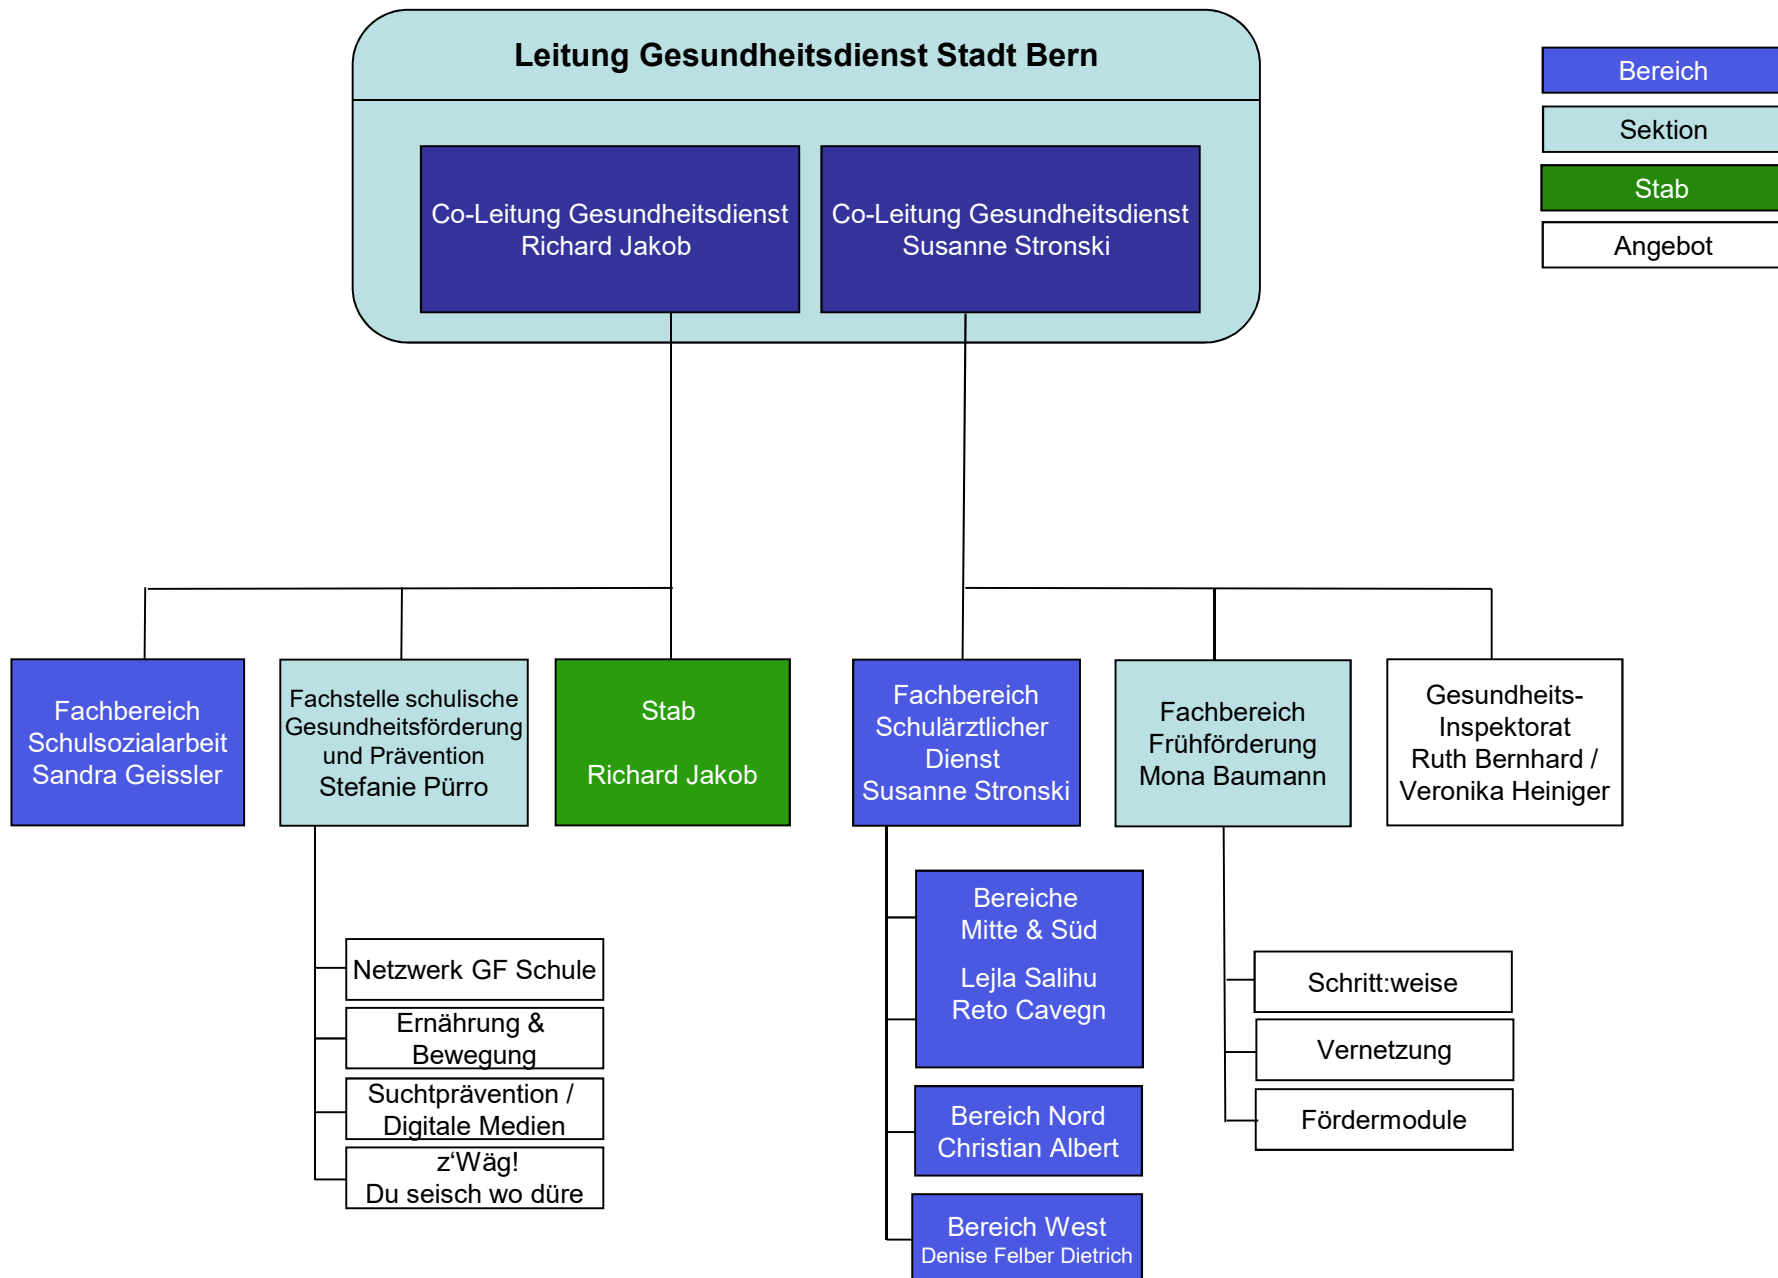 Leitung Gesundheitsdienst Stadt Bern
Co-Leitung Gesundheitsdienst
Richard Jakob
Co-Leitung Gesundheitsdienst
Susanne Stronski
Bereich
Sektion
Stab
Angebot
Fachbereich
Schulsozialarbeit
Sandra Geissler
Fachstelle schulische
Gesundheitsförderung
und Prävention
Stefanie Pürro
Stab
Richard Jakob
Fachbereich
Schulärztlicher
Dienst
Susanne Stronski
Fachbereich
Frühförderung
Mona Baumann
Gesundheits-
Inspektorat
Ruth Bernhard /
Veronika Heiniger
Netzwerk GF Schule
Ernährung &
Bewegung
Suchtprävention /
Digitale Medien
z‘Wäg!
Du seisch wo düre
Bereiche
Mitte & Süd
Lejla Salihu
Reto Cavegn
Bereich Nord
Christian Albert
Bereich West
Denise Felber Dietrich
Schritt:weise
Vernetzung
Fördermodule